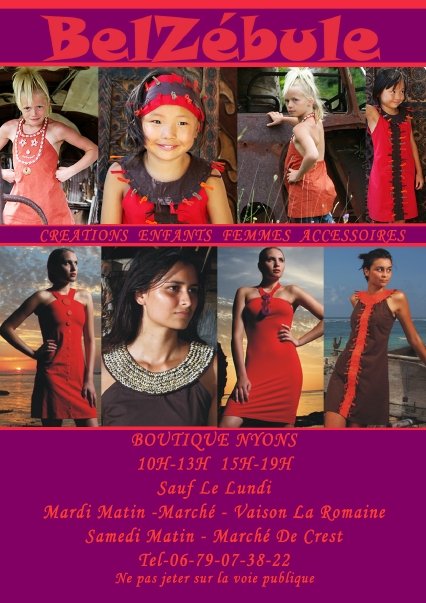 BelZébule
CREATIONS ENFANTS FEMMES ACCESSOIRES
BOUTIQUE NYONS
10H-13H 15H-19H
Sauf Le Lundi
Mardi Matin -Marché - Vaison La Romaine
Samedi Matin - Marché De Crest
Tel-06-79-07-38-22
Ne pas jeter sur la voie publique